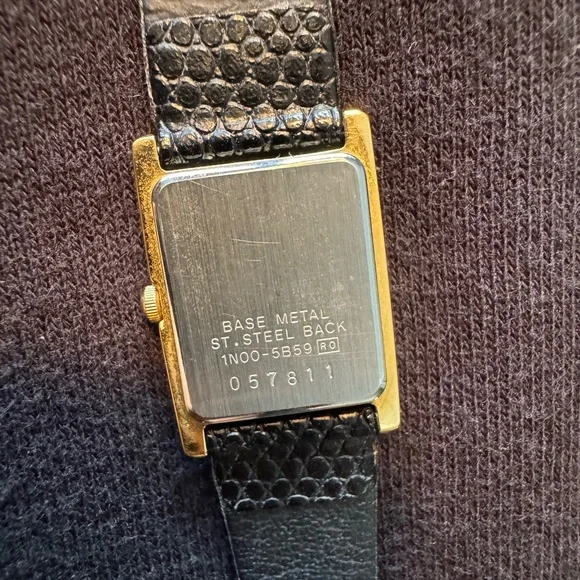 BASE METAL
ST.STEEL BACK
1N00-5B59 RO
057811